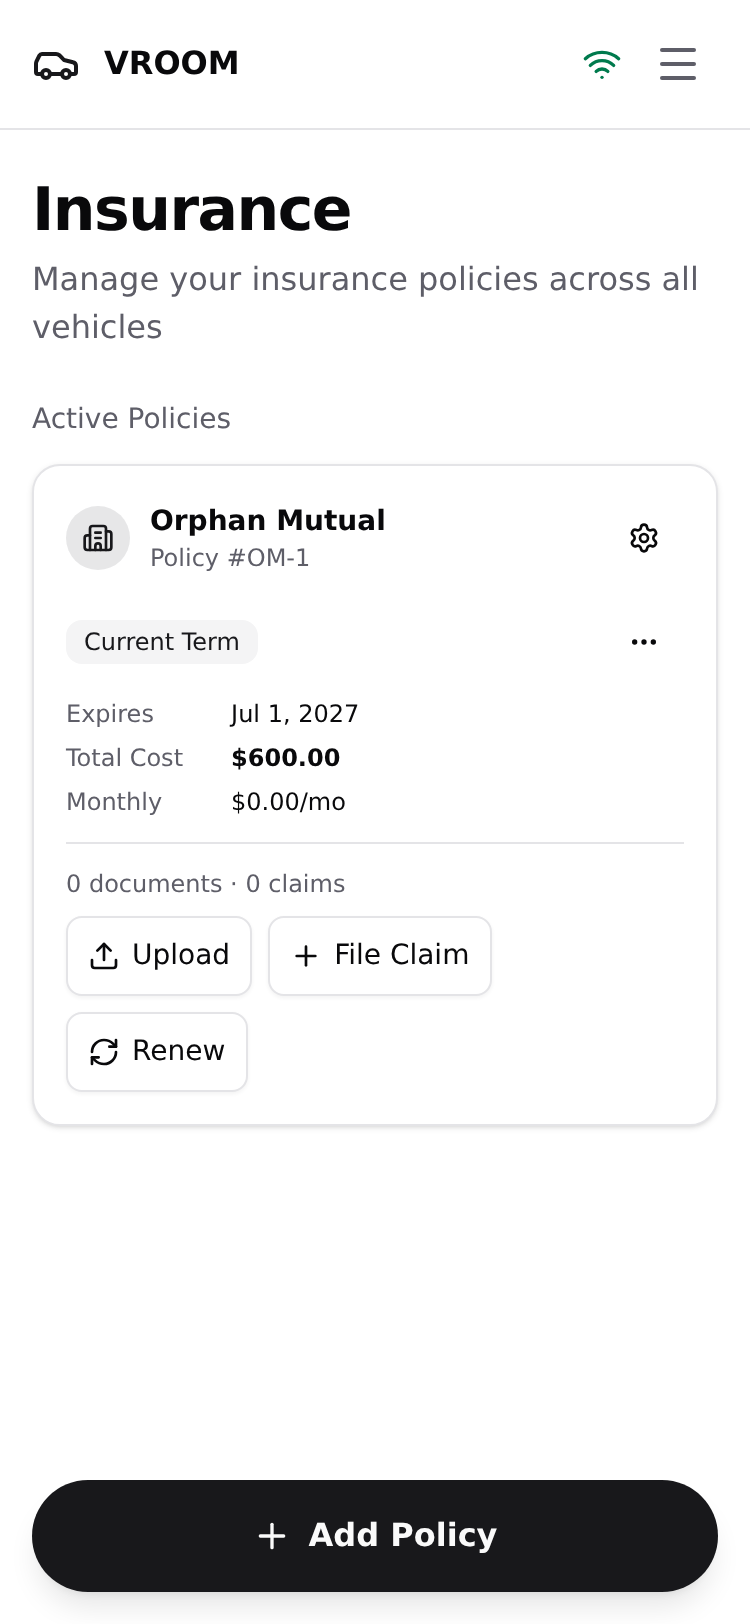 VROOM
Insurance
Manage your insurance policies across all
vehicles
Active Policies
Orphan Mutual
Policy #OM-1
Current Term
Expires Jul 1, 2027
Total Cost $600.00
Monthly $0.00/mo
0 documents · 0 claims
Upload File Claim
Renew
Add Policy